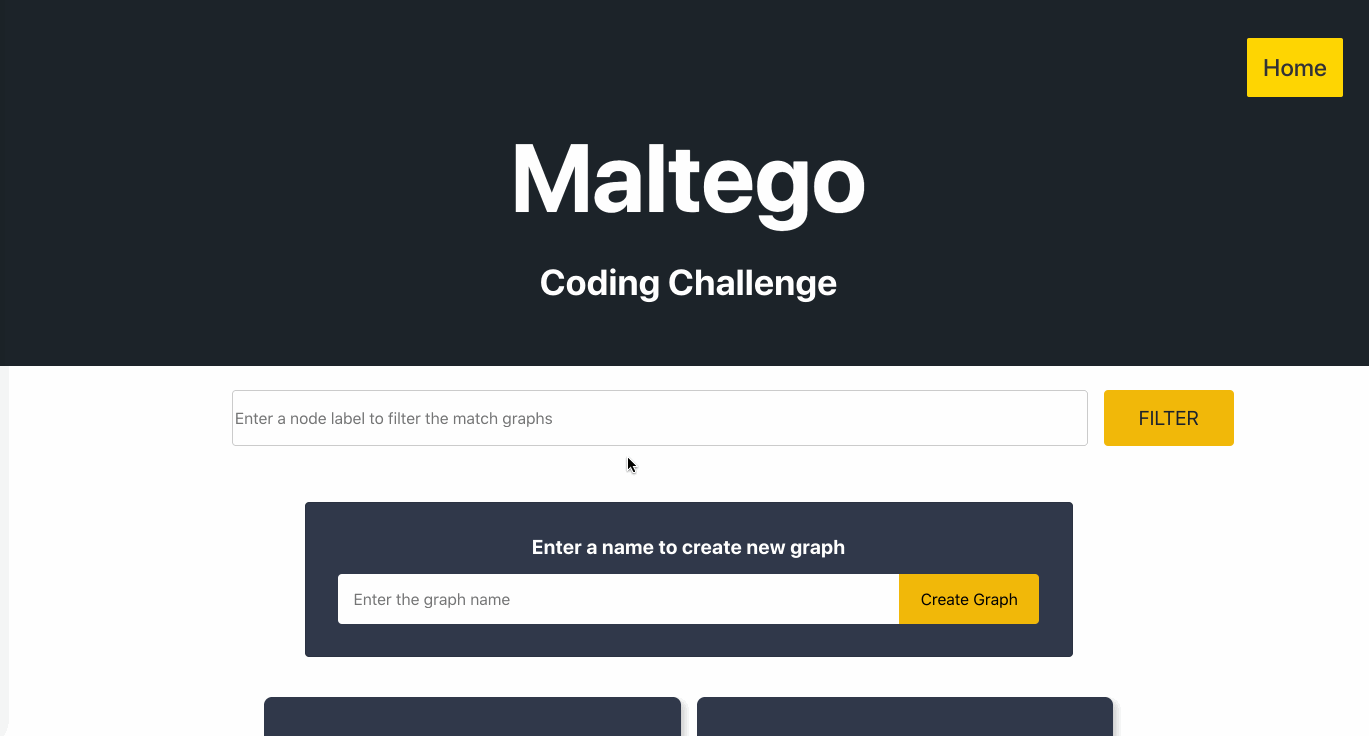 Home
Maltego
Coding Challenge
Enter a node label to filter the match graphs
FILTER
Enter a name to create new graph
Enter the graph name
Create Graph